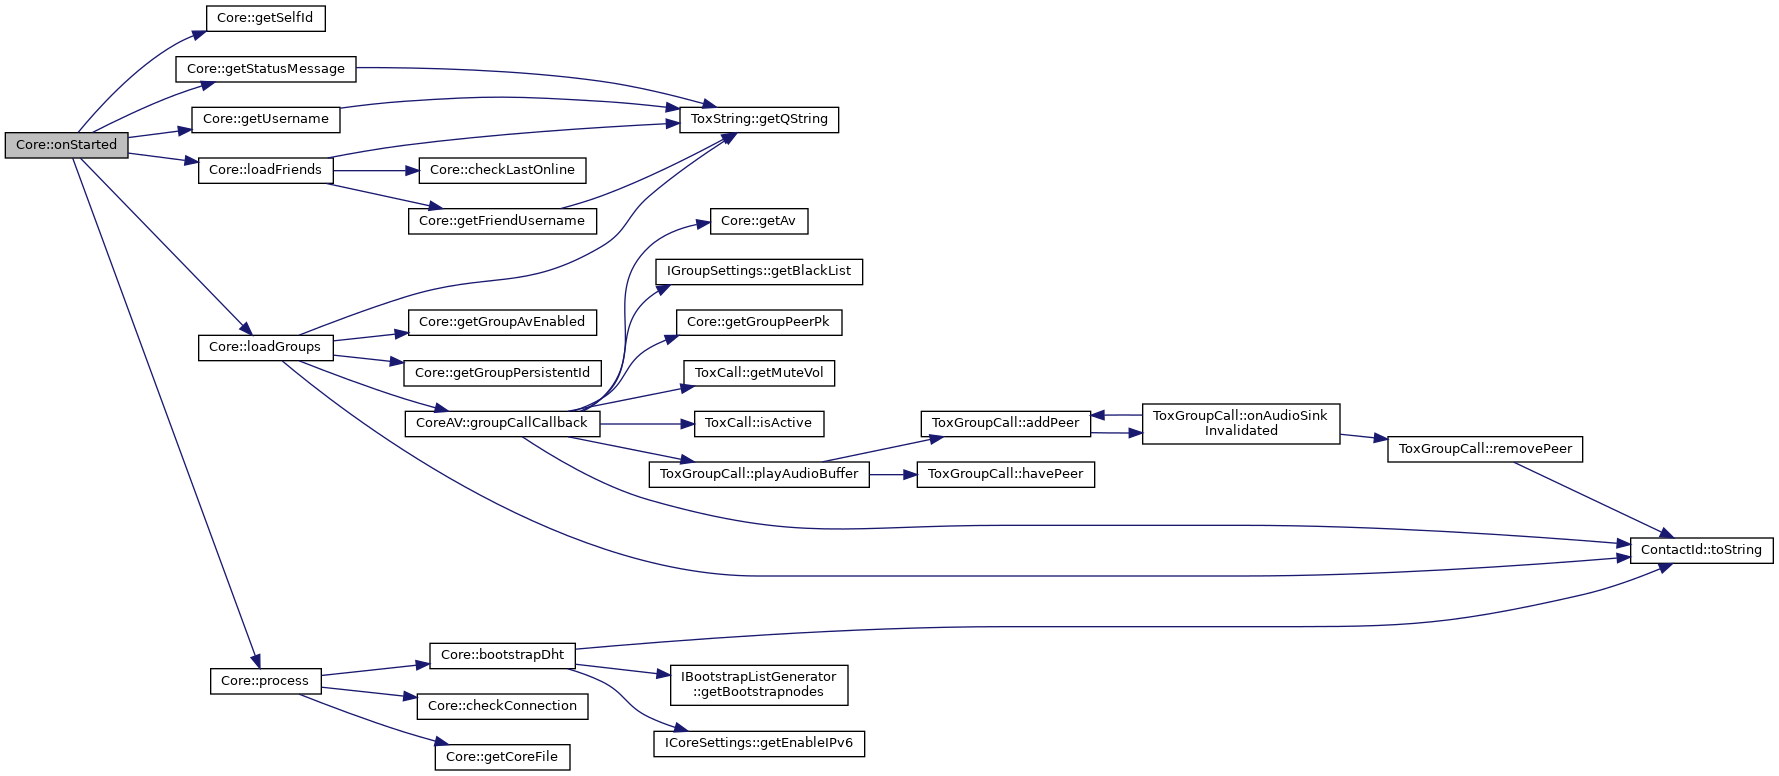 Core::getSelfId
Core::getStatusMessage
Core::getUsername
ToxString::getQString
Core::onStarted
Core::loadFriends
Core::checkLastOnline
Core::getFriendUsername
Core::getAv
IGroupSettings::getBlackList
Core::getGroupAvEnabled
Core::getGroupPeerPk
Core::loadGroups
Core::getGroupPersistentId
ToxCall::getMuteVol
CoreAV::groupCallCallback
ToxCall::isActive
ToxGroupCall::addPeer
ToxGroupCall::onAudioSink
Invalidated
ToxGroupCall::removePeer
ToxGroupCall::playAudioBuffer
ToxGroupCall::havePeer
ContactId::toString
Core::bootstrapDht
Core::process
IBootstrapListGenerator
::getBootstrapnodes
Core::checkConnection
ICoreSettings::getEnableIPv6
Core::getCoreFile